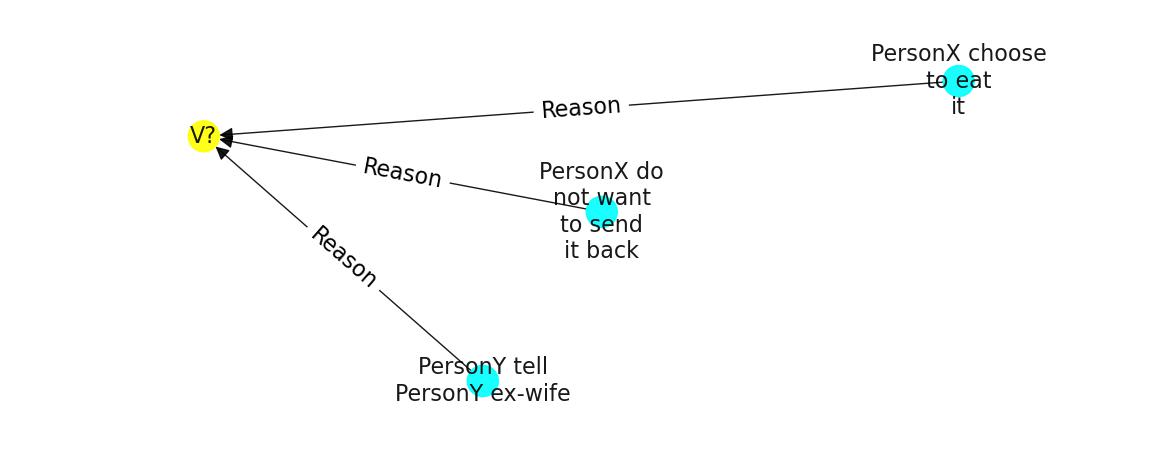 PersonX choose
to eat
it
Reason
V?
Reason
PersonX do
not want
to send
it back
Reason
PersonY tell
PersonY ex-wife